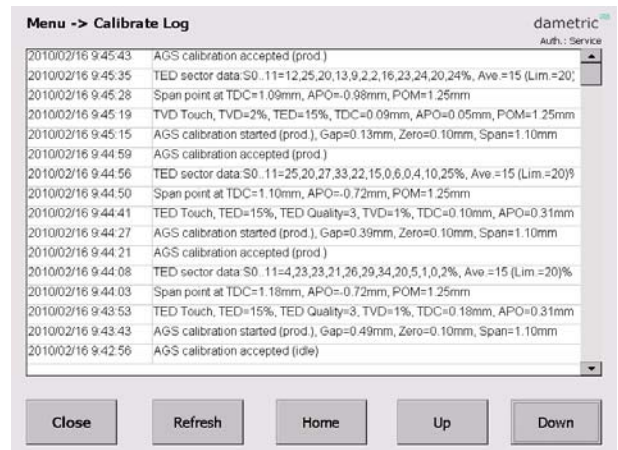 Menu -> Calibrate Log
dametric
Auth.: Service
2010/02/16 9:45:43 AGS calibration accepted (prod.)
2010/02/16 9:45:35 TED sector data:S0..11=12,25,20,13,9,2,2,16,23,24,20,24%, Ave.=15 (Lim.=20)
2010/02/16 9:45:28 Span point at TDC=1.09mm, APO=-0.98mm, POM=1.25mm
2010/02/16 9:45:19 TVD Touch, TVD=2%, TED=15%, TDC=0.09mm, APO=0.05mm, POM=1.25mm
2010/02/16 9:45:15 AGS calibration started (prod.), Gap=0.13mm, Zero=0.10mm, Span=1.10mm
2010/02/16 9:44:59 AGS calibration accepted (prod.)
2010/02/16 9:44:56 TED sector data:S0..11=25,20,27,33,22,15,0,6,0,4,10,25%, Ave.=15 (Lim.=20)%
2010/02/16 9:44:50 Span point at TDC=1.10mm, APO=-0.72mm, POM=1.25mm
2010/02/16 9:44:41 TED Touch, TED=15%, TED Quality=3, TVD=1%, TDC=0.10mm, APO=0.31mm
2010/02/16 9:44:27 AGS calibration started (prod.), Gap=0.39mm, Zero=0.10mm, Span=1.10mm
2010/02/16 9:44:21 AGS calibration accepted (prod.)
2010/02/16 9:44:08 TED sector data:S0..11=4,23,23,21,26,29,34,20,5,1,0,2%, Ave.=15 (Lim.=20)%
2010/02/16 9:44:03 Span point at TDC=1.18mm, APO=-0.72mm, POM=1.25mm
2010/02/16 9:43:53 TED Touch, TED=15%, TED Quality=3, TVD=1%, TDC=0.18mm, APO=0.31mm
2010/02/16 9:43:43 AGS calibration started (prod.), Gap=0.49mm, Zero=0.10mm, Span=1.10mm
2010/02/16 9:42:56 AGS calibration accepted (idle)
Close Refresh Home Up Down